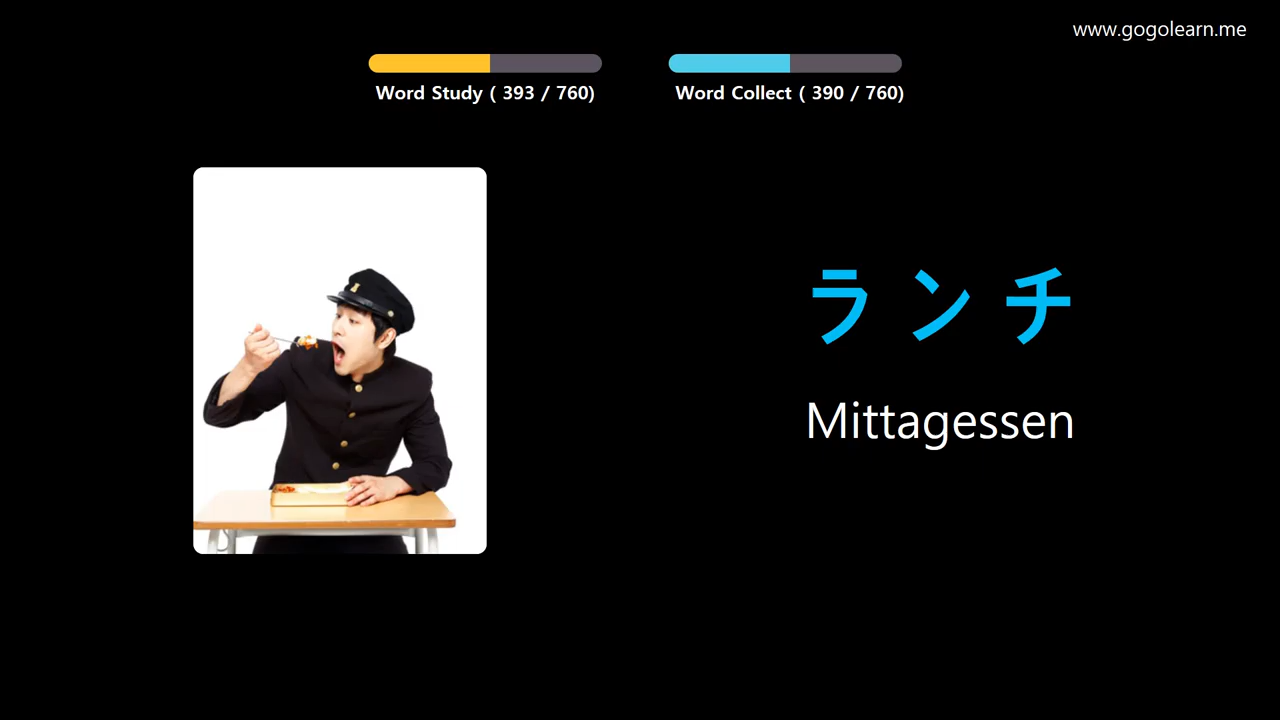 www.gogolearn.me
Word Study ( 393 / 760)
Word Collect ( 390 / 760)
ランチ
Mittagessen